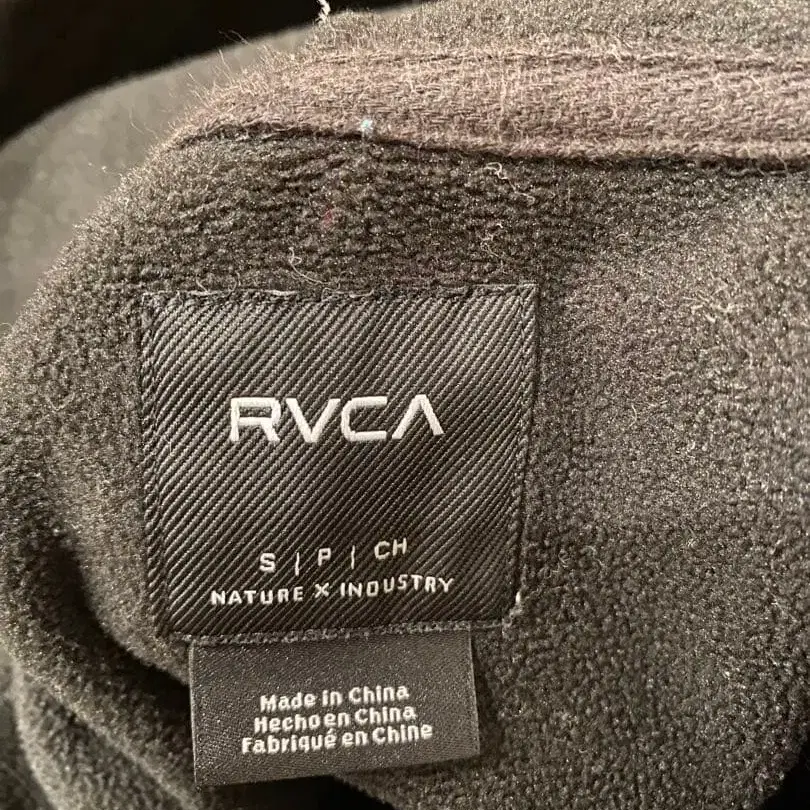 RVCA
S | P | CH
NATURE X INDUSTRY
Made in China
Hecho en China
Fabriqué en Chine